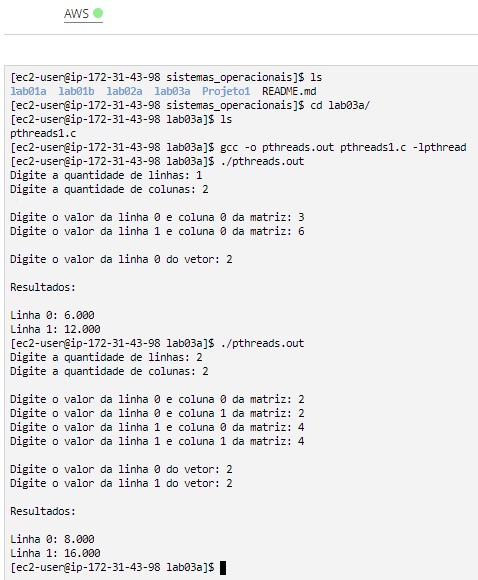 AWS
[ec2-user@ip-172-31-43-98 sistemas_operacionais]$ ls
lab01a  lab01b  lab02a  lab03a  Projeto1  README.md
[ec2-user@ip-172-31-43-98 sistemas_operacionais]$ cd lab03a/
[ec2-user@ip-172-31-43-98 lab03a]$ ls
pthreads1.c
[ec2-user@ip-172-31-43-98 lab03a]$ gcc -o pthreads.out pthreads1.c -lpthread
[ec2-user@ip-172-31-43-98 lab03a]$ ./pthreads.out
Digite a quantidade de linhas: 1
Digite a quantidade de colunas: 2
Digite o valor da linha 0 e coluna 0 da matriz: 3
Digite o valor da linha 1 e coluna 0 da matriz: 6
Digite o valor da linha 0 do vetor: 2
Resultados:
Linha 0: 6.000
Linha 1: 12.000
[ec2-user@ip-172-31-43-98 lab03a]$ ./pthreads.out
Digite a quantidade de linhas: 2
Digite a quantidade de colunas: 2
Digite o valor da linha 0 e coluna 0 da matriz: 2
Digite o valor da linha 0 e coluna 1 da matriz: 2
Digite o valor da linha 1 e coluna 0 da matriz: 4
Digite o valor da linha 1 e coluna 1 da matriz: 4
Digite o valor da linha 0 do vetor: 2
Digite o valor da linha 1 do vetor: 2
Resultados:
Linha 0: 8.000
Linha 1: 16.000
[ec2-user@ip-172-31-43-98 lab03a]$